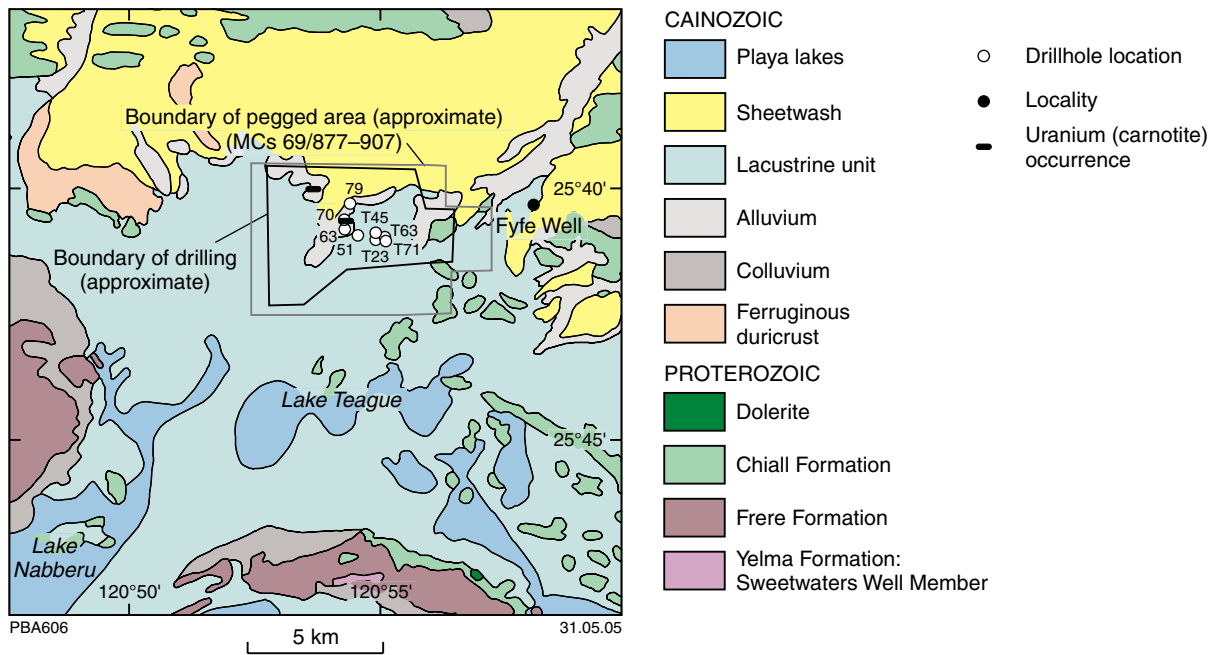 Boundary of pegged area (approximate)
(MCs 69/877–907)
25°40'
79
70
T45
Fyfe Well
63
T63
51
T71
T23
Boundary of drilling
(approximate)
Lake Teague
25°45'
Lake
Nabberu
120°50'
120°55'
PBA606
31.05.05
5 km
CAINOZOIC
Playa lakes
Sheetwash
Lacustrine unit
Alluvium
Colluvium
Ferruginous
duricrust
PROTEROZOIC
Dolerite
Chiall Formation
Frere Formation
Yelma Formation:
Sweetwaters Well Member
Drillhole location
Locality
Uranium (carnotite)
occurrence